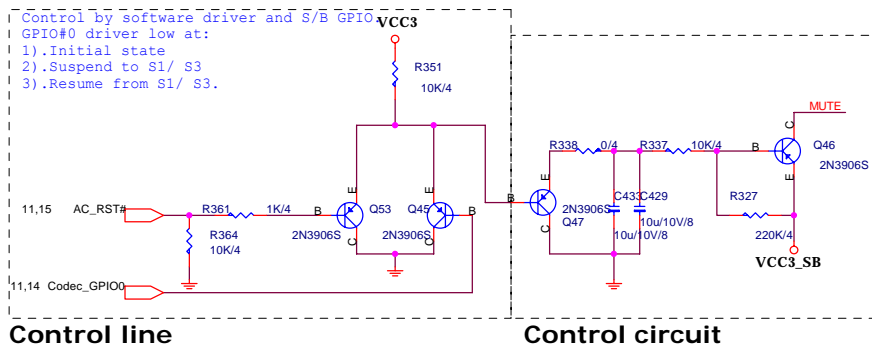 Control by software driver and S/B GPIO.
GPIO#0 driver low at:
1).Initial state
2).Suspend to S1/ S3
3).Resume from S1/ S3.
VCC3
R351
10K/4
MUTE
C
Q46
B
2N3906S
E
R338
0/4
R337
10K/4
R327
220K/4
VCC3_SB
E
B
2N3906S
Q47
C
C433
C429
10u/10V/8
10u/10V/8
11,15
AC_RST#
R361
1K/4
R364
10K/4
B
E
Q53
C
2N3906S
E
Q45
B
C
2N3906S
11,14
Codec_GPIO0
Control line
Control circuit